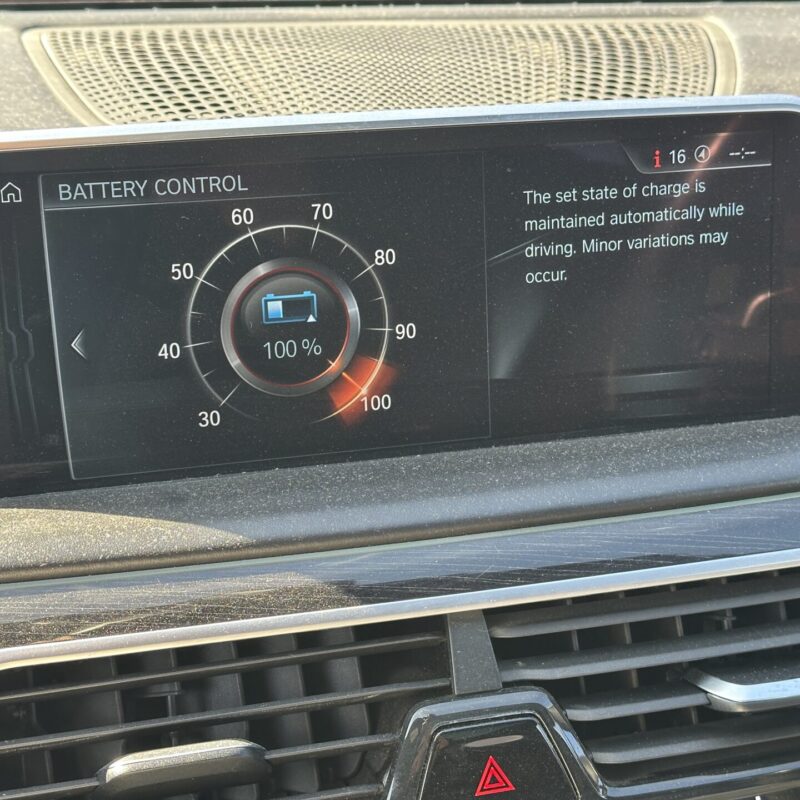 i 16
BATTERY CONTROL
The set state of charge is
maintained automatically while
driving. Minor variations may
occur.
60
70
50
80
40
90
30
100
100 %